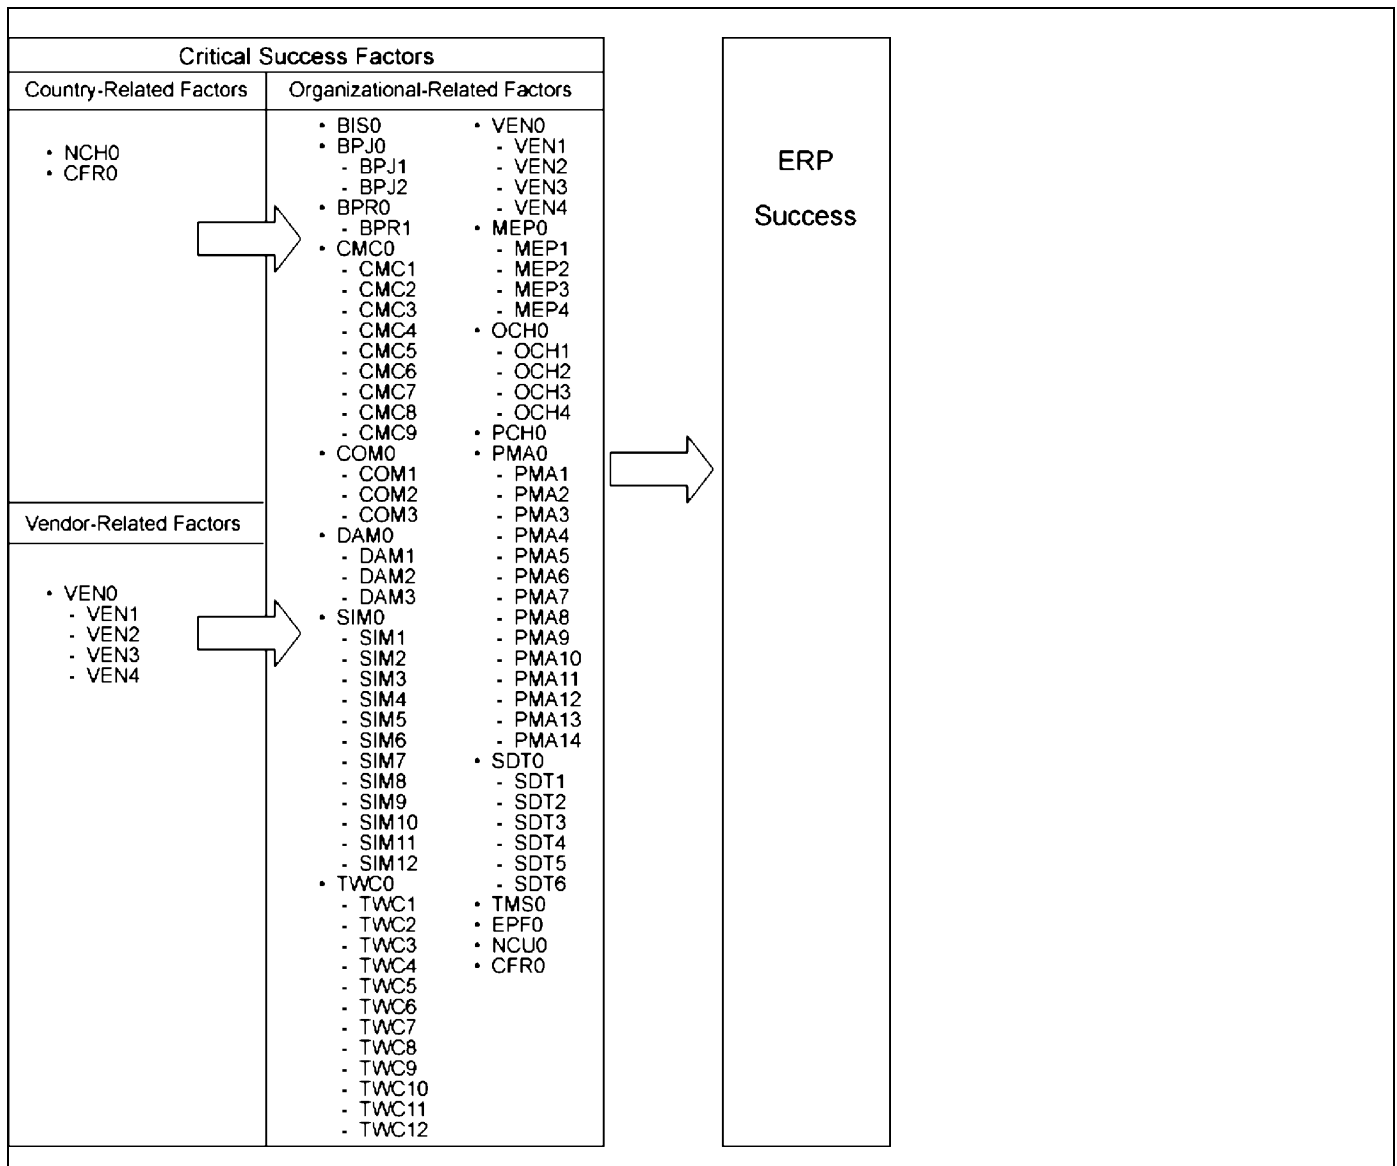 Critical Success Factors
Country-Related Factors
• NCH0
• CFR0
Vendor-Related Factors
• VEN0
- VEN1
- VEN2
- VEN3
- VEN4
Organizational-Related Factors
• BIS0
• BPJ0
- BPJ1
- BPJ2
• BPR0
- BPR1
• CMC0
- CMC1
- CMC2
- CMC3
- CMC4
- CMC5
- CMC6
- CMC7
- CMC8
- CMC9
• COM0
- COM1
- COM2
- COM3
• DAM0
- DAM1
- DAM2
- DAM3
• SIM0
- SIM1
- SIM2
- SIM3
- SIM4
- SIM5
- SIM6
- SIM7
- SIM8
- SIM9
- SIM10
- SIM11
- SIM12
• TWC0
- TWC1
- TWC2
- TWC3
- TWC4
- TWC5
- TWC6
- TWC7
- TWC8
- TWC9
- TWC10
- TWC11
- TWC12
• VEN0
- VEN1
- VEN2
- VEN3
- VEN4
• MEP0
- MEP1
- MEP2
- MEP3
- MEP4
• OCH0
- OCH1
- OCH2
- OCH3
- OCH4
• PCH0
• PMA0
- PMA1
- PMA2
- PMA3
- PMA4
- PMA5
- PMA6
- PMA7
- PMA8
- PMA9
- PMA10
- PMA11
- PMA12
- PMA13
- PMA14
• SDT0
- SDT1
- SDT2
- SDT3
- SDT4
- SDT5
- SDT6
• TMS0
• EPF0
• NCU0
• CFR0
ERP
Success